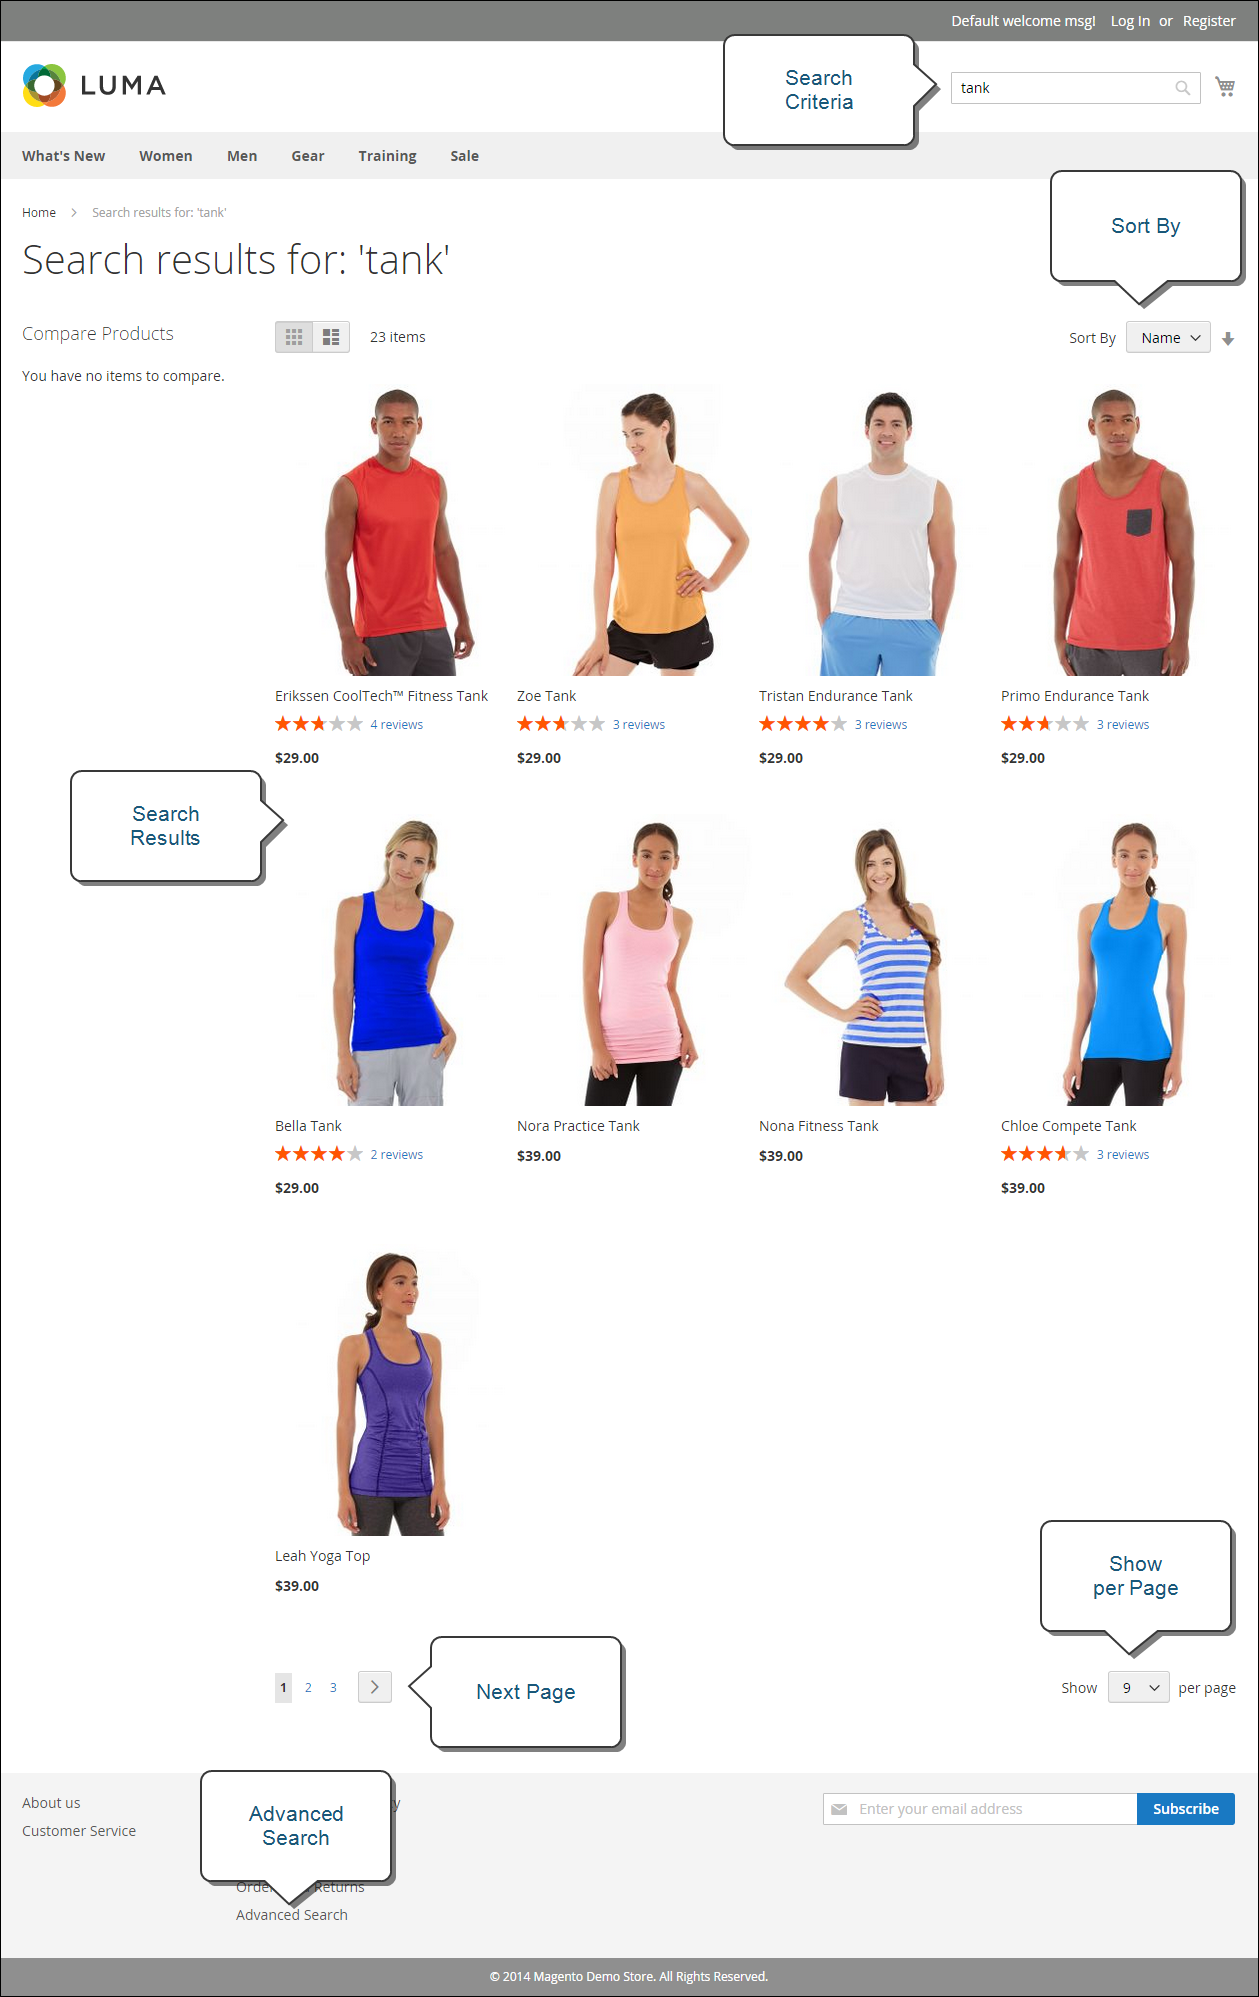 Default welcome msg! Log In or Register
LUMA
Search
Criteria
tank
What's New Women Men Gear Training Sale
Home > Search results for: 'tank'
Sort By
Search results for: 'tank'
Compare Products
23 items
Sort By Name
You have no items to compare.
Erikssen CoolTech™ Fitness Tank
4 reviews
$29.00
Zoe Tank
3 reviews
$29.00
Tristan Endurance Tank
3 reviews
$29.00
Primo Endurance Tank
3 reviews
$29.00
Search
Results
Bella Tank
2 reviews
$29.00
Nora Practice Tank
$39.00
Nona Fitness Tank
$39.00
Chloe Compete Tank
3 reviews
$39.00
Leah Yoga Top
$39.00
Show
per Page
1 2 3 >
Next Page
Show 9 per page
About us
Customer Service
Advanced
Search
Returns
Advanced Search
Enter your email address
Subscribe
© 2014 Magento Demo Store. All Rights Reserved.